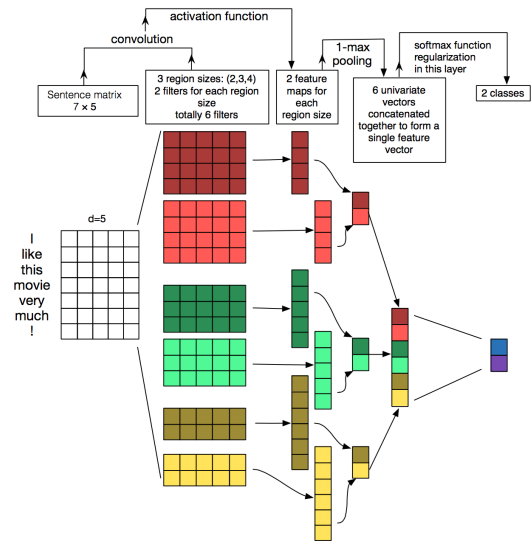 activation function
convolution
1-max
pooling
softmax function
regularization
in this layer
Sentence matrix
7 × 5
3 region sizes: (2,3,4)
2 filters for each region
size
totally 6 filters
2 feature
maps for
each
region size
6 univariate
vectors
concatenated
together to form a
single feature
vector
2 classes
d=5
I
like
this
movie
very
much
!